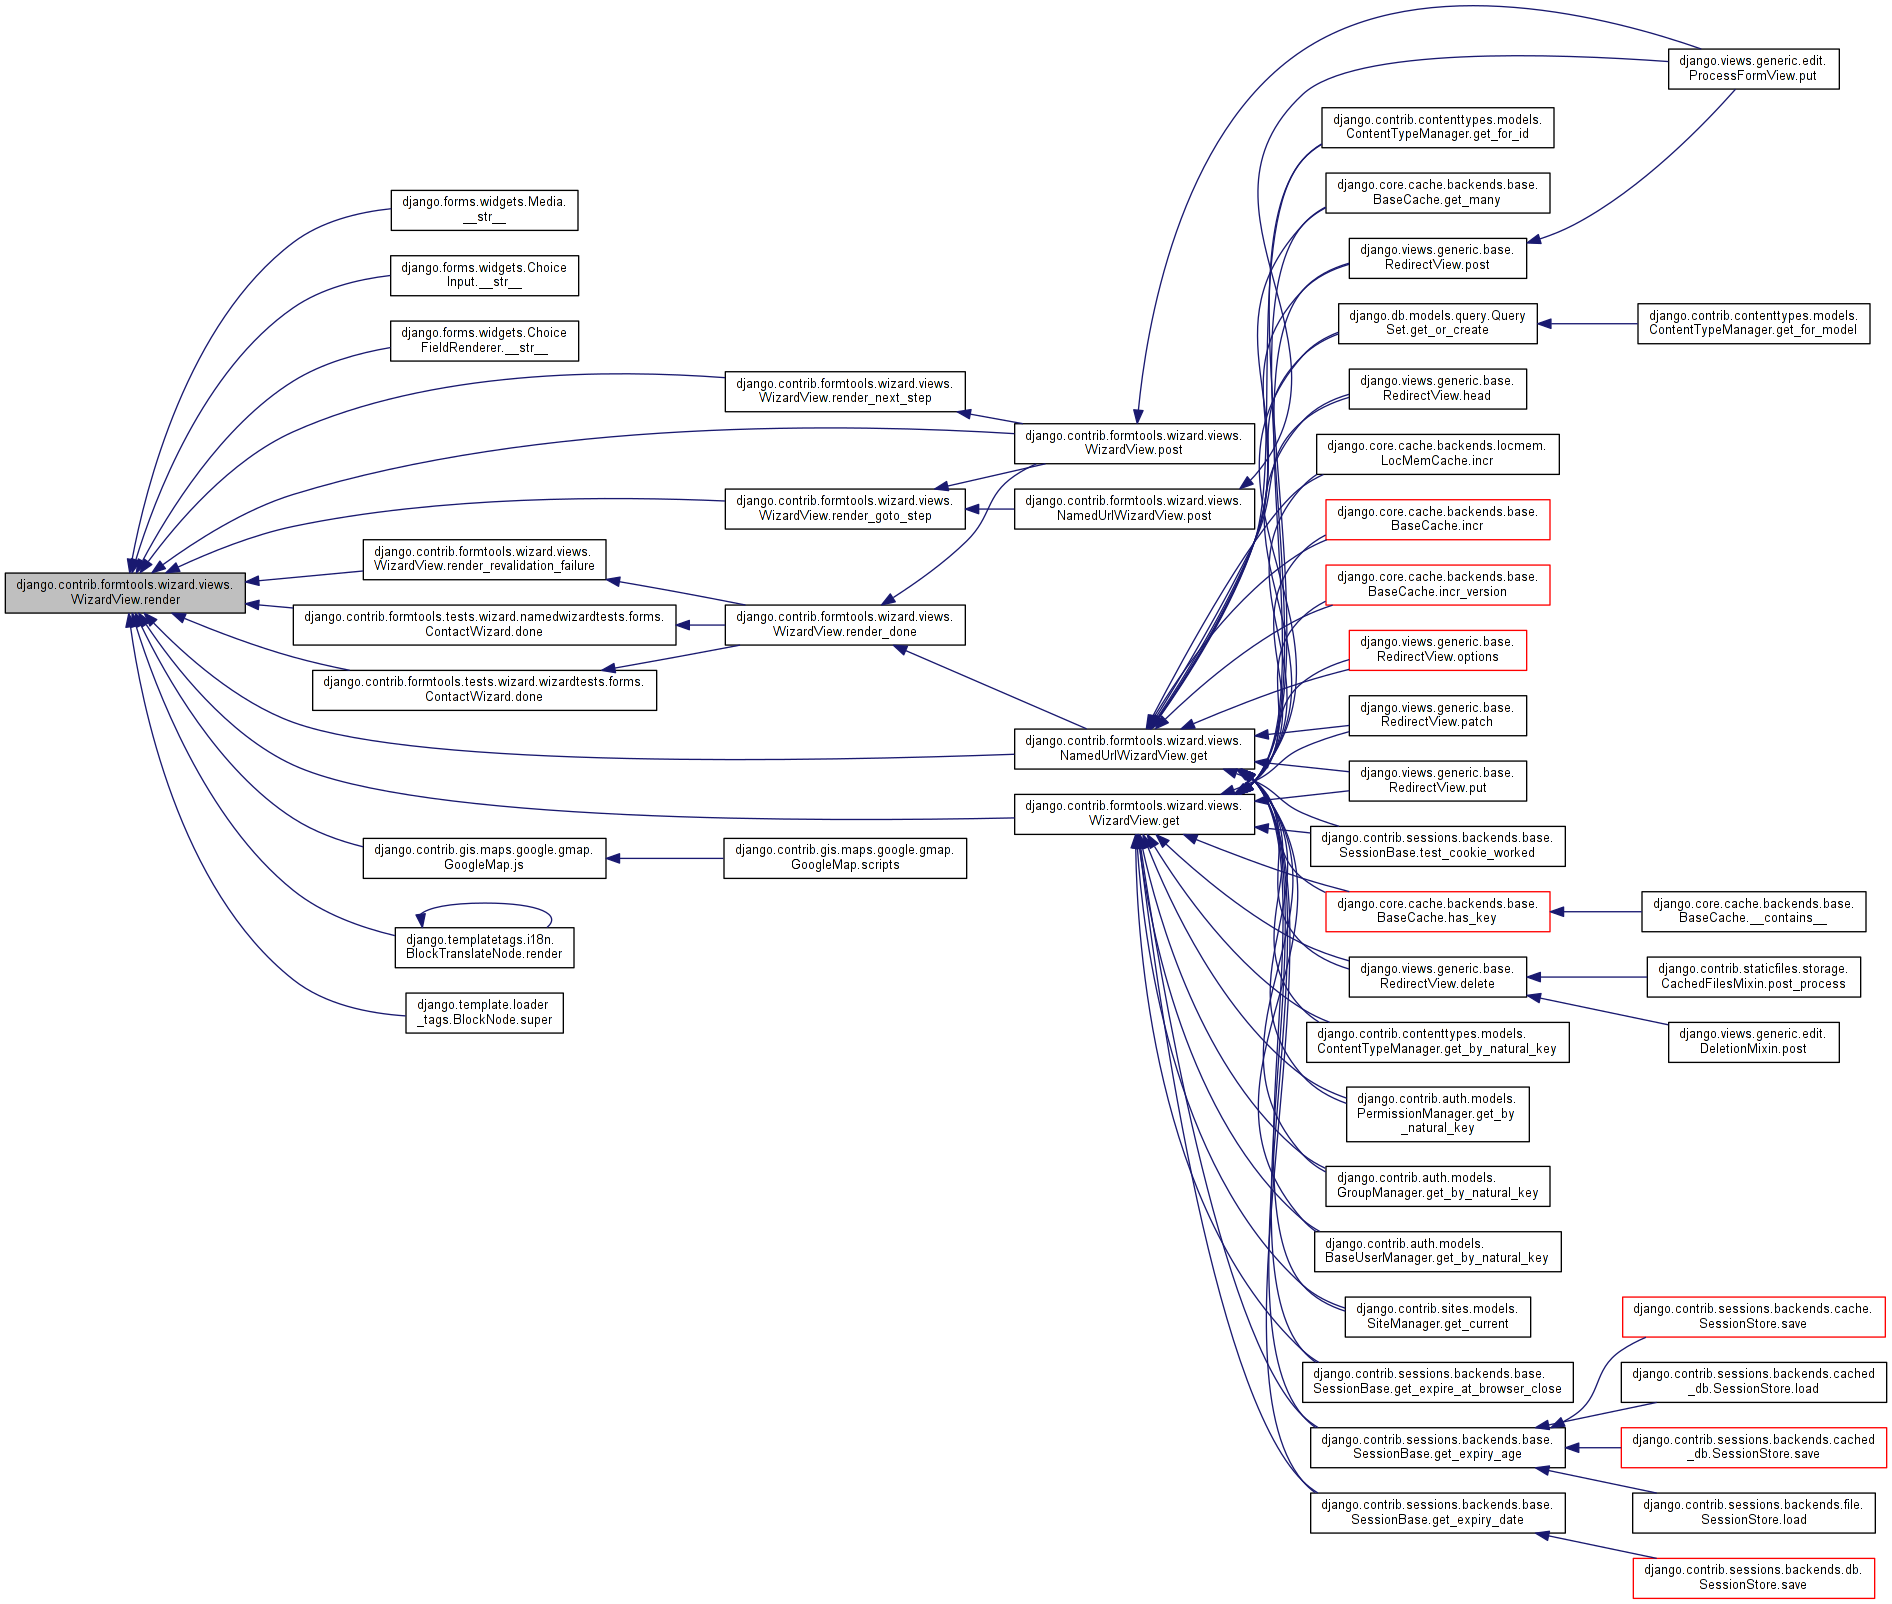 django.contrib.formtools.wizard.views.
WizardView.render
django.forms.widgets.Media.
__str__
django.forms.widgets.Choice
Input.__str__
django.forms.widgets.Choice
FieldRenderer.__str__
django.contrib.formtools.wizard.views.
WizardView.render_next_step
django.contrib.formtools.wizard.views.
WizardView.post
django.contrib.formtools.wizard.views.
WizardView.render_goto_step
django.contrib.formtools.wizard.views.
NamedUrlWizardView.post
django.contrib.formtools.wizard.views.
WizardView.render_revalidation_failure
django.contrib.formtools.tests.wizard.namedwizardtests.forms.
ContactWizard.done
django.contrib.formtools.wizard.views.
WizardView.render_done
django.contrib.formtools.tests.wizard.wizardtests.forms.
ContactWizard.done
django.contrib.formtools.wizard.views.
NamedUrlWizardView.get
django.contrib.formtools.wizard.views.
WizardView.get
django.contrib.gis.maps.google.gmap.
GoogleMap.js
django.contrib.gis.maps.google.gmap.
GoogleMap.scripts
django.templatetags.i18n.
BlockTranslateNode.render
django.template.loader
_tags.BlockNode.super
django.views.generic.edit.
ProcessFormView.put
django.contrib.contenttypes.models.
ContentTypeManager.get_for_id
django.core.cache.backends.base.
BaseCache.get_many
django.views.generic.base.
RedirectView.post
django.db.models.query.Query
Set.get_or_create
django.contrib.contenttypes.models.
ContentTypeManager.get_for_model
django.views.generic.base.
RedirectView.head
django.core.cache.backends.locmem.
LocMemCache.incr
django.core.cache.backends.base.
BaseCache.incr
django.core.cache.backends.base.
BaseCache.incr_version
django.views.generic.base.
RedirectView.options
django.views.generic.base.
RedirectView.patch
django.views.generic.base.
RedirectView.put
django.contrib.sessions.backends.base.
SessionBase.test_cookie_worked
django.core.cache.backends.base.
BaseCache.has_key
django.core.cache.backends.base.
BaseCache.__contains__
django.views.generic.base.
RedirectView.delete
django.contrib.staticfiles.storage.
CachedFilesMixin.post_process
django.views.generic.edit.
DeletionMixin.post
django.contrib.contenttypes.models.
ContentTypeManager.get_by_natural_key
django.contrib.auth.models.
PermissionManager.get_by
_natural_key
django.contrib.auth.models.
GroupManager.get_by_natural_key
django.contrib.auth.models.
BaseUserManager.get_by_natural_key
django.contrib.sites.models.
SiteManager.get_current
django.contrib.sessions.backends.base.
SessionBase.get_expire_at_browser_close
django.contrib.sessions.backends.base.
SessionBase.get_expiry_age
django.contrib.sessions.backends.cache.
SessionStore.save
django.contrib.sessions.backends.cached
_db.SessionStore.load
django.contrib.sessions.backends.cached
_db.SessionStore.save
django.contrib.sessions.backends.file.
SessionStore.load
django.contrib.sessions.backends.base.
SessionBase.get_expiry_date
django.contrib.sessions.backends.db.
SessionStore.save